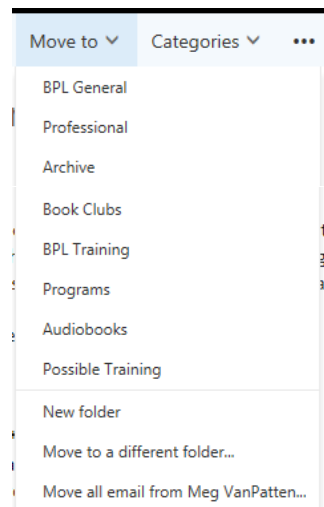 Move to Categories ...
BPL General
Professional
Archive
Book Clubs
BPL Training
Programs
Audiobooks
Possible Training
New folder
Move to a different folder...
Move all email from Meg VanPatten...